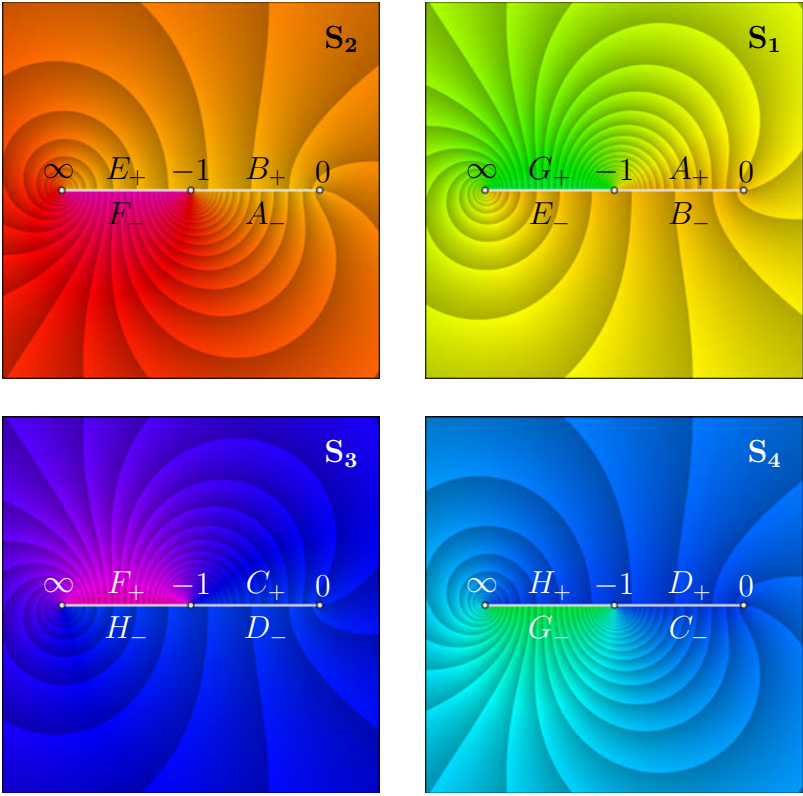 S₂
∞ E₊ −1 B₊ 0
F₋ A₋
S₁
∞ G₊ −1 A₊ 0
E₋ B₋
S₃
∞ F₊ −1 C₊ 0
H₋ D₋
S₄
∞ H₊ −1 D₊ 0
G₋ C₋